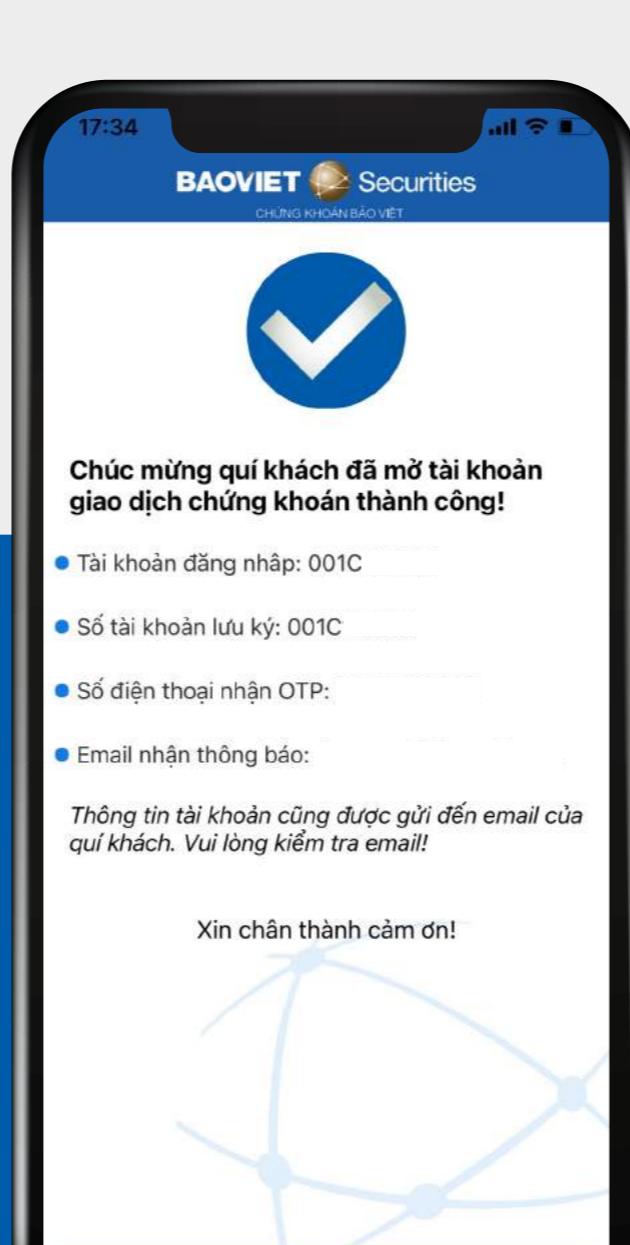 17:34
BAOVIET Securities
CHỨNG KHOÁN BẢO VIỆT
Chúc mừng quí khách đã mở tài khoản
giao dịch chứng khoán thành công!
Tài khoản đăng nhâp: 001C
Số tài khoản lưu ký: 001C
Số điện thoại nhận OTP:
Email nhận thông báo:
Thông tin tài khoản cũng được gửi đến email của
quí khách. Vui lòng kiểm tra email!
Xin chân thành cảm ơn!